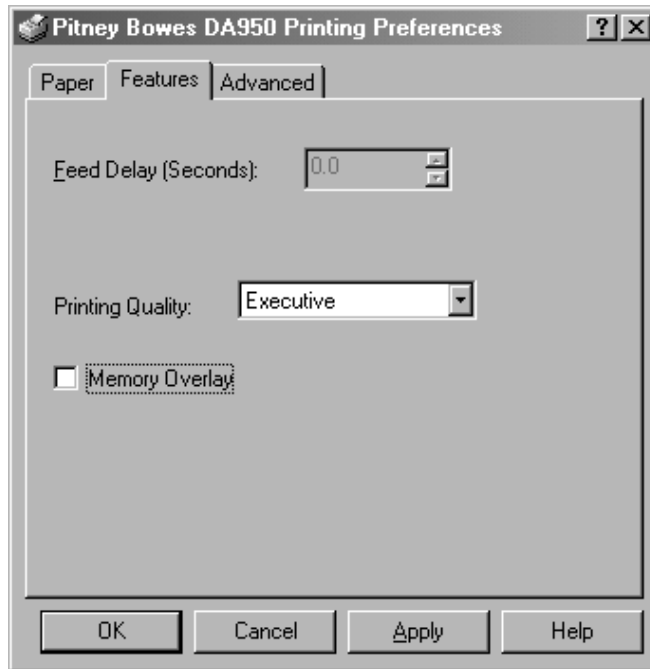 Pitney Bowes DA950 Printing Preferences ?
Paper Features Advanced
Feed Delay (Seconds): 0.0
Printing Quality: Executive
Memory Overlay
OK Cancel Apply Help